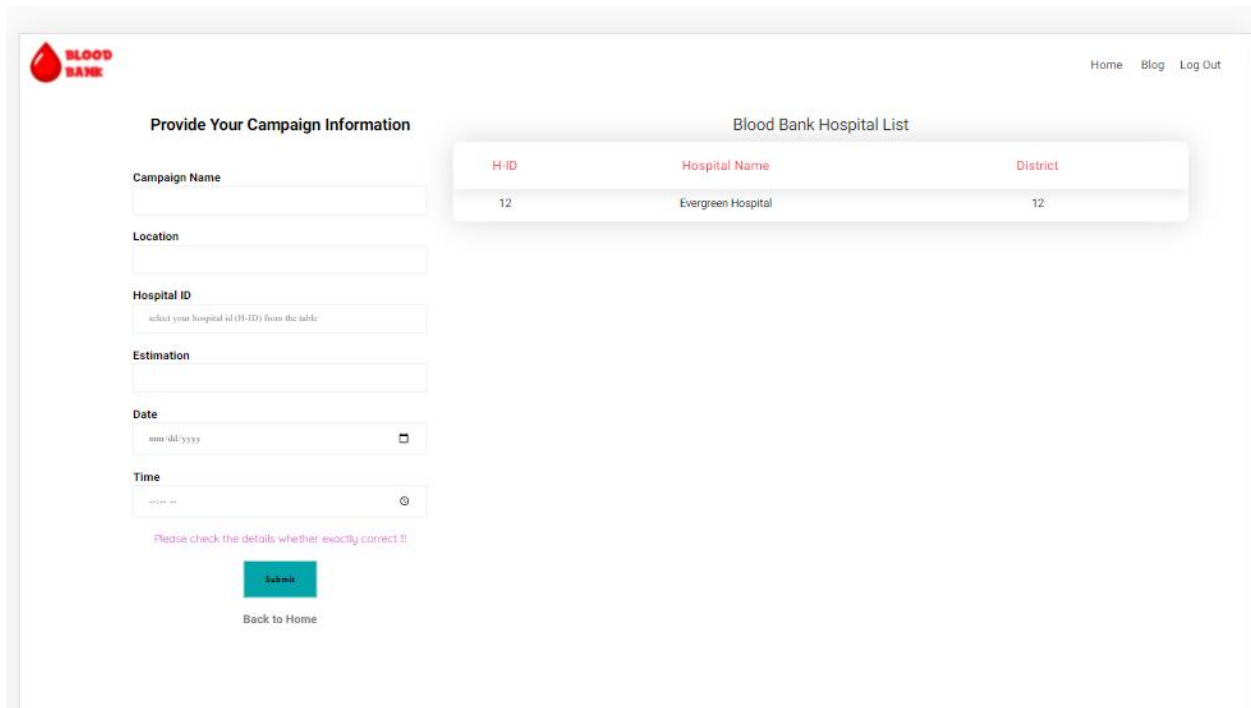 BLOOD
BANK
Home Blog Log Out
Provide Your Campaign Information
Campaign Name
Location
Hospital ID
select your hospital id (H-ID) from the table
Estimation
Date
mm/dd/yyyy
Time
--:-- --
Please check the details whether exactly correct !!
Submit
Back to Home
Blood Bank Hospital List
H-ID Hospital Name District
12 Evergreen Hospital 12